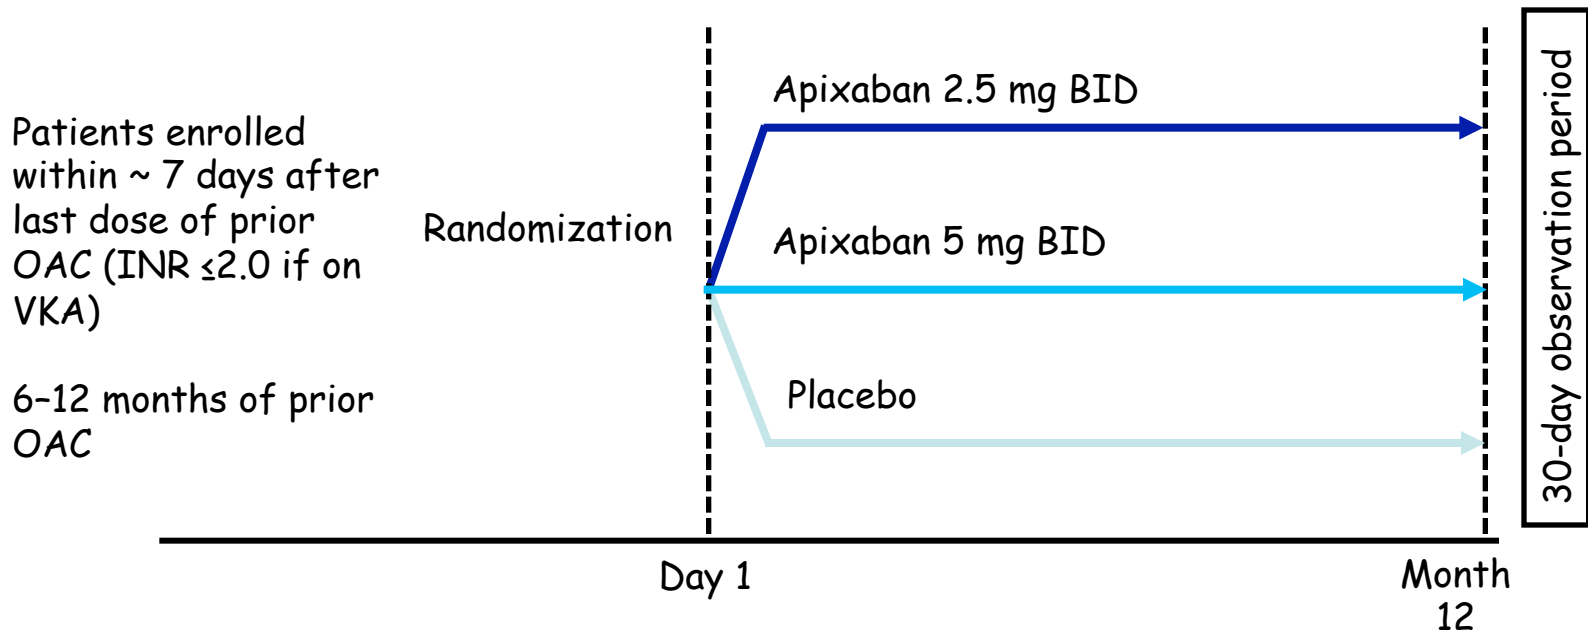 Patients enrolled
within ~ 7 days after
last dose of prior
OAC (INR ≤2.0 if on
VKA)
6–12 months of prior
OAC
Randomization
Apixaban 2.5 mg BID
Apixaban 5 mg BID
Placebo
Day 1
Month
12
30-day observation period